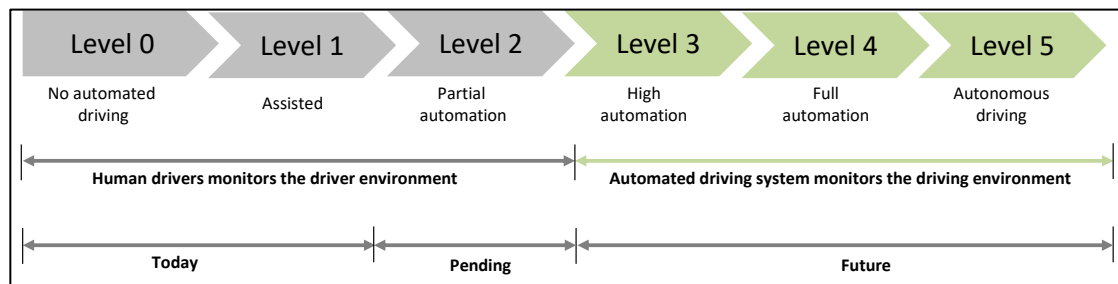 Level 0 Level 1 Level 2 Level 3 Level 4 Level 5
No automated driving
Assisted
Partial automation
High automation
Full automation
Autonomous driving
Human drivers monitors the driver environment
Automated driving system monitors the driving environment
Today
Pending
Future